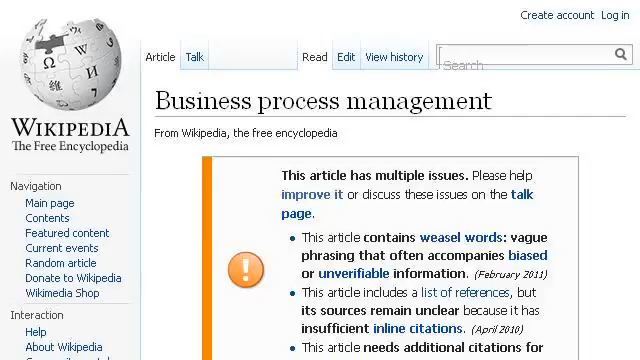 Create account Log in
Article Talk Read Edit View history Search
Business process management
From Wikipedia, the free encyclopedia
WIKIPEDIA
The Free Encyclopedia
Navigation
Main page
Contents
Featured content
Current events
Random article
Donate to Wikipedia
Wikimedia Shop
Interaction
Help
About Wikipedia
This article has multiple issues. Please help
improve it or discuss these issues on the talk
page.
• This article contains weasel words: vague
phrasing that often accompanies biased
or unverifiable information. (February 2011)
• This article includes a list of references, but
its sources remain unclear because it has
insufficient inline citations. (April 2010)
• This article needs additional citations for